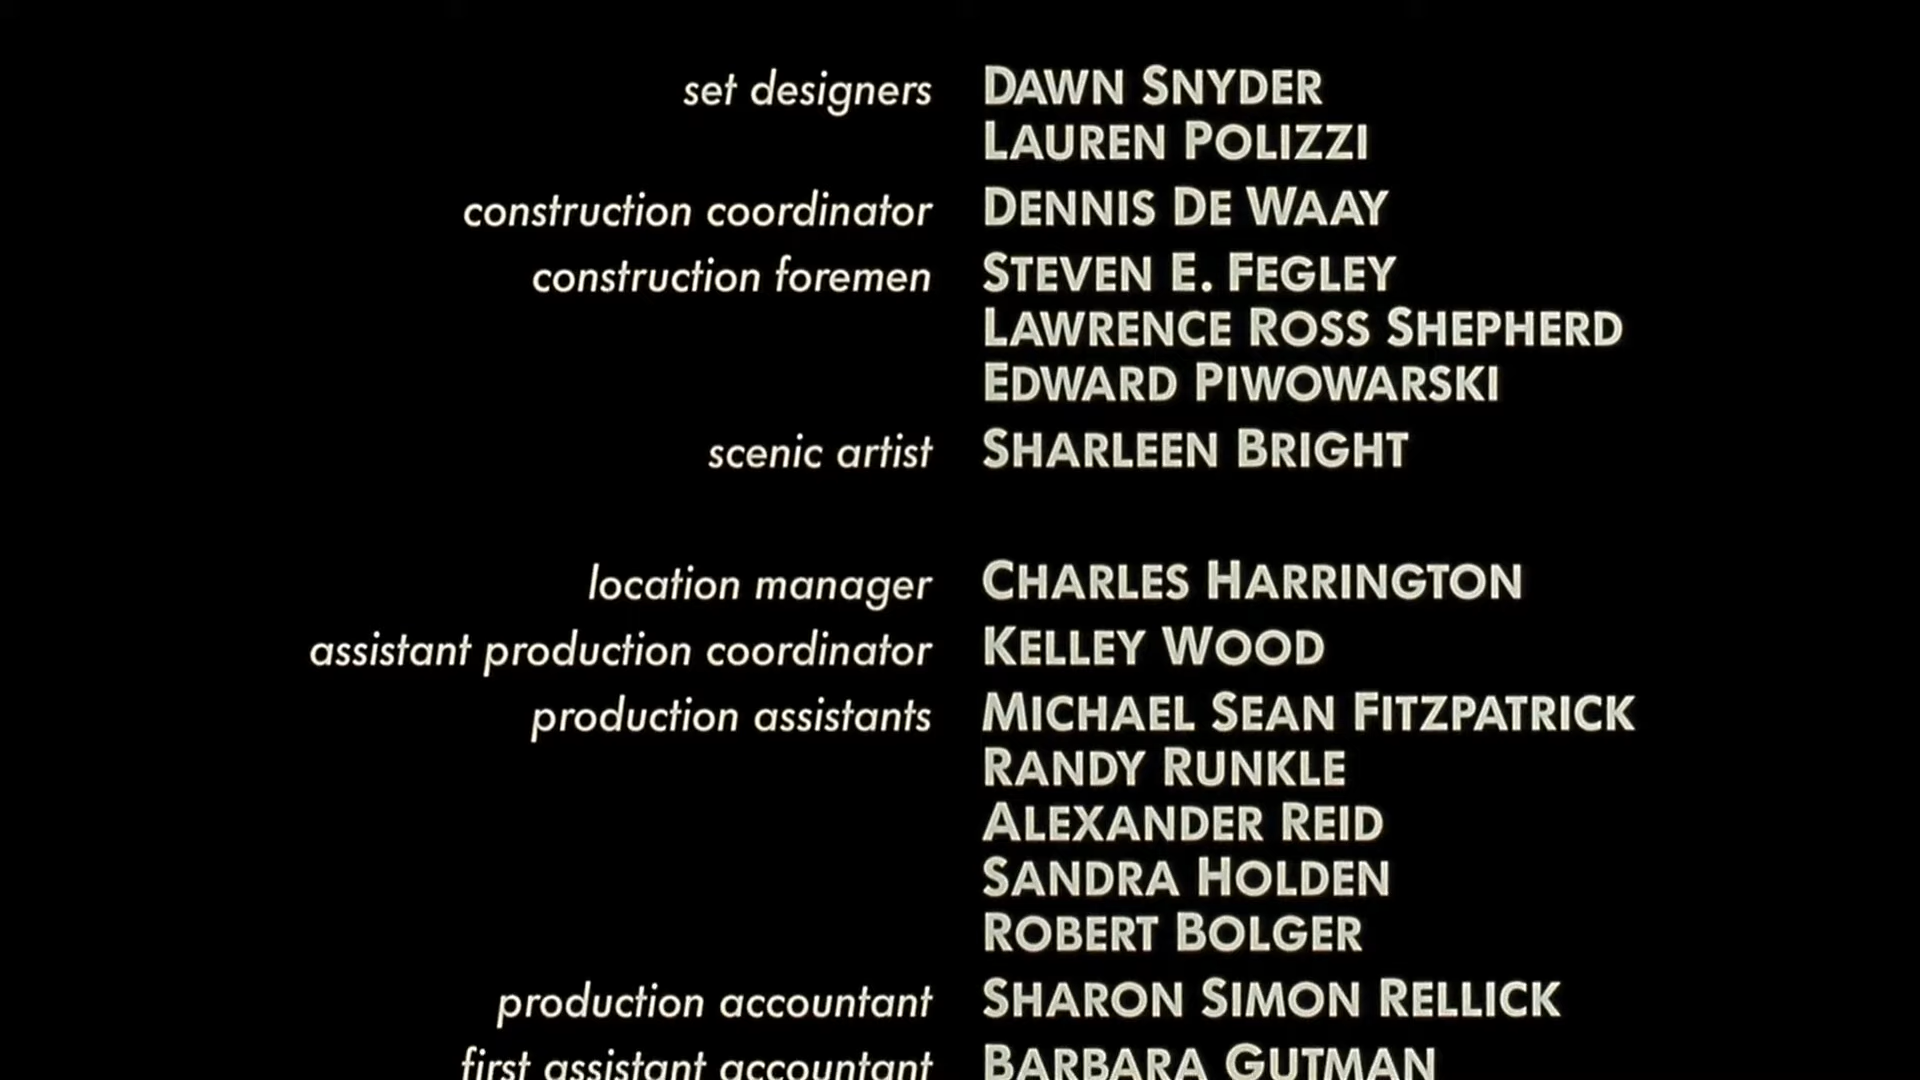 set designers DAWN SNYDER
LAUREN POLIZZI
construction coordinator DENNIS DE WAAY
construction foremen STEVEN E. FEGLEY
LAWRENCE ROSS SHEPHERD
EDWARD PIWOWARSKI
scenic artist SHARLEEN BRIGHT
location manager CHARLES HARRINGTON
assistant production coordinator KELLEY WOOD
production assistants MICHAEL SEAN FITZPATRICK
RANDY RUNKLE
ALEXANDER REID
SANDRA HOLDEN
ROBERT BOLGER
production accountant SHARON SIMON RELLICK
first assistant accountant BARBARA GUTMAN